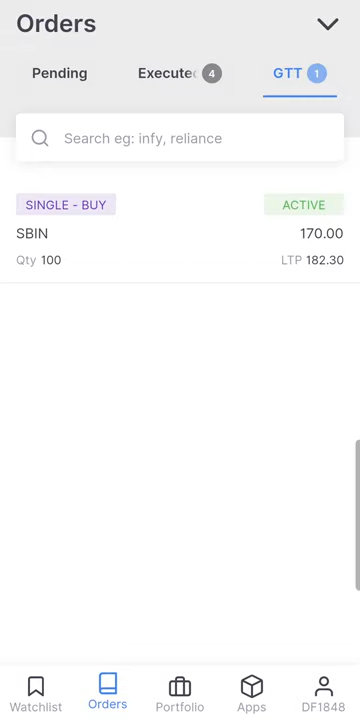 Orders
Pending Execute 4 GTT 1
Search eg: infy, reliance
SINGLE - BUY ACTIVE
SBIN 170.00
Qty 100 LTP 182.30
Watchlist Orders Portfolio Apps DF1848